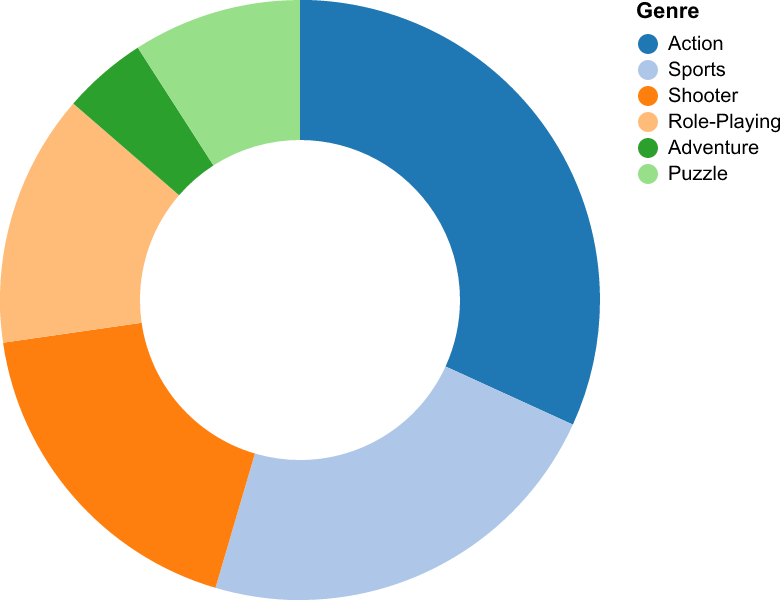 Genre
Action
Sports
Shooter
Role-Playing
Adventure
Puzzle